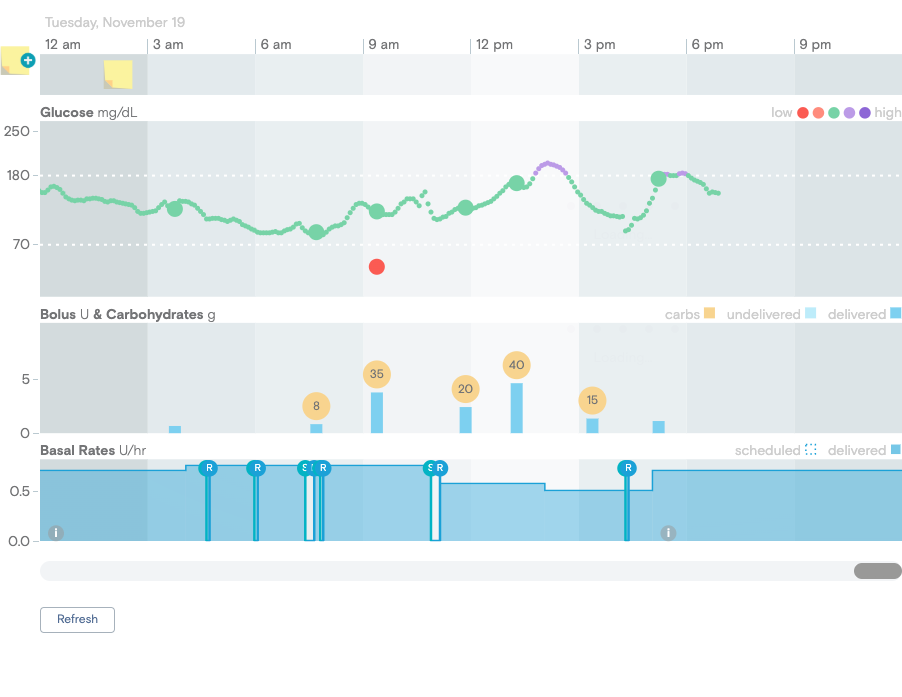 Tuesday, November 19
12 am 3 am 6 am 9 am 12 pm 3 pm 6 pm 9 pm
Glucose mg/dL low high
250
180
70
Bolus U & Carbohydrates g carbs undelivered delivered
40
35
20
15
8
5
0
Basal Rates U/hr scheduled delivered
R R S R R S R R
0.5
i i
0.0
Refresh